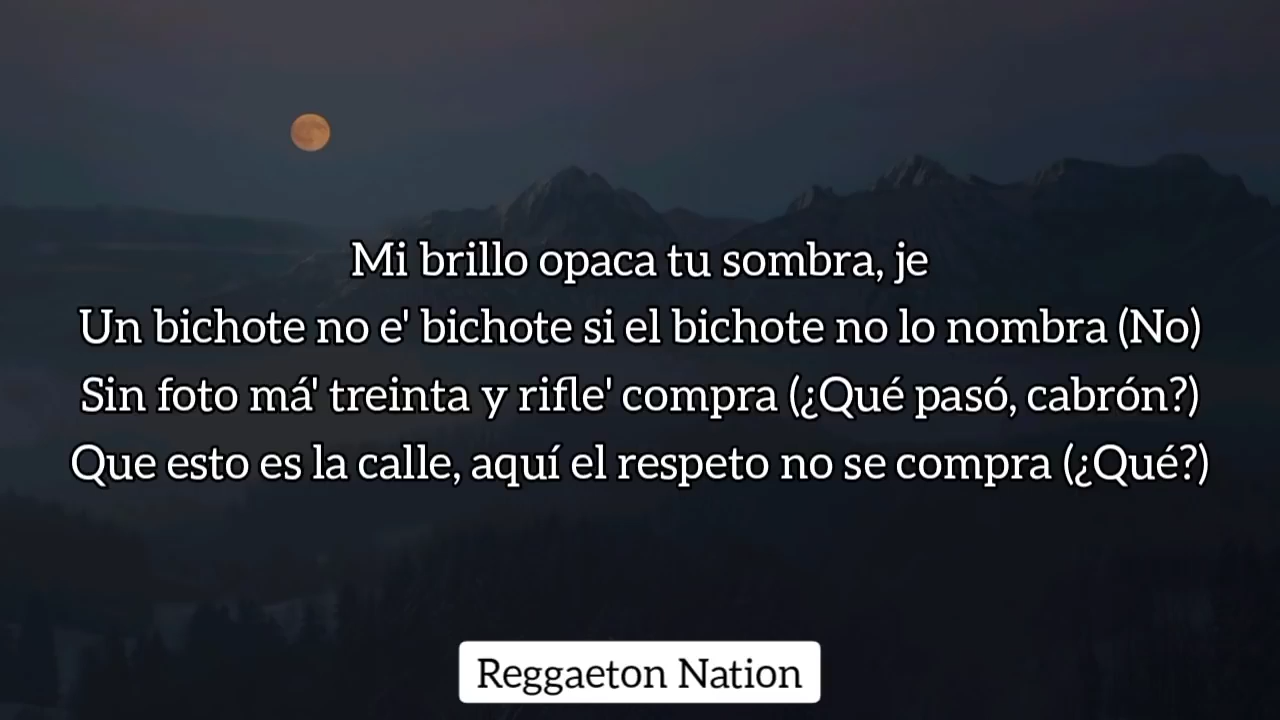 Mi brillo opaca tu sombra, je
Un bichote no e' bichote si el bichote no lo nombra (No)
Sin foto má' treinta y rifle' compra (¿Qué pasó, cabrón?)
Que esto es la calle, aquí el respeto no se compra (¿Qué?)
Reggaeton Nation